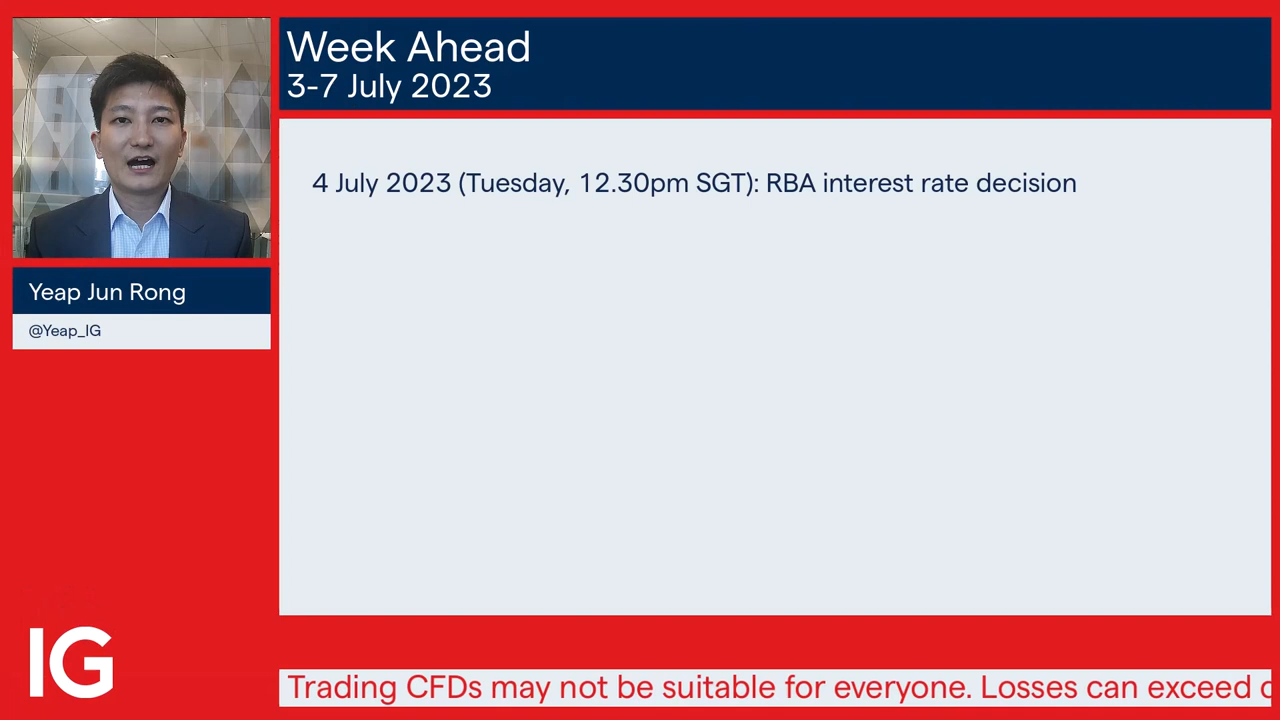 Week Ahead
3-7 July 2023
4 July 2023 (Tuesday, 12.30pm SGT): RBA interest rate decision
Yeap Jun Rong
@Yeap_IG
IG
Trading CFDs may not be suitable for everyone. Losses can exceed